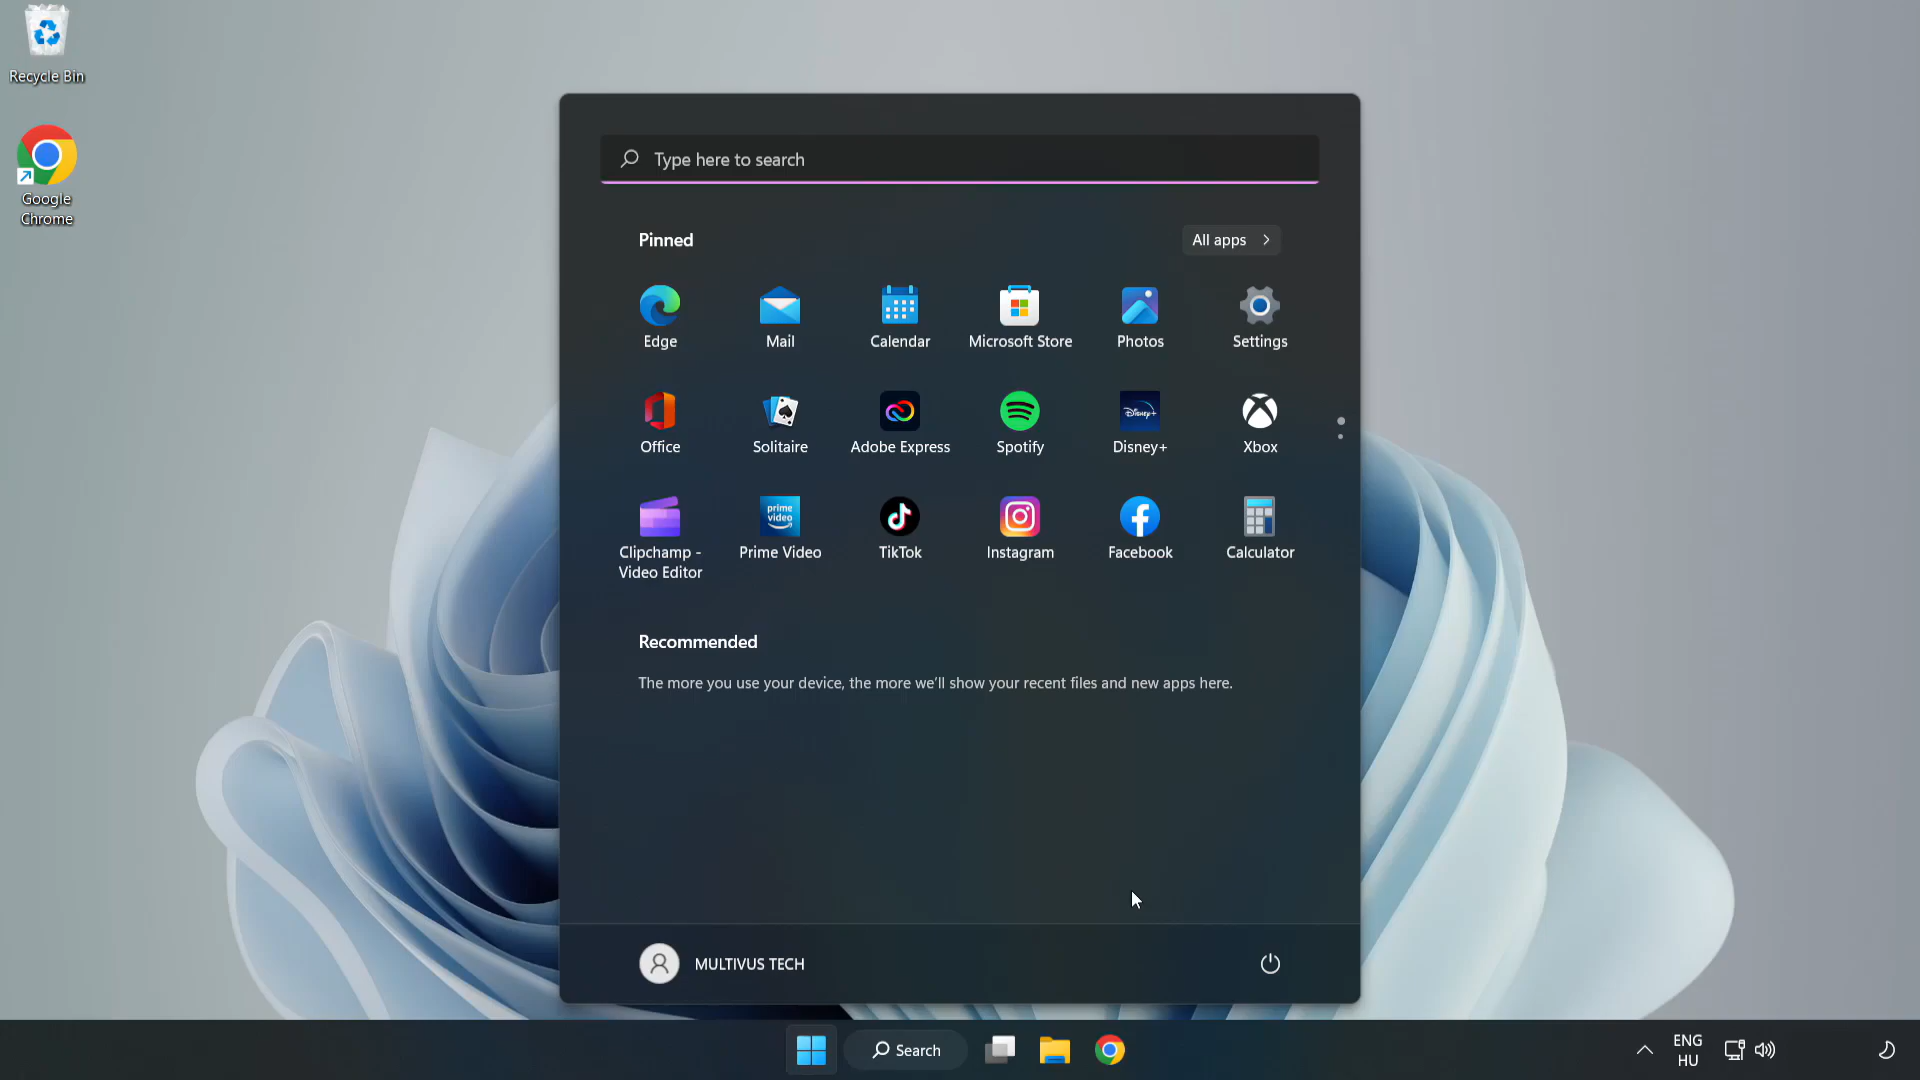 Recycle Bin
Google
Chrome
Type here to search
Pinned
All apps
Edge
Mail
Calendar
Microsoft Store
Photos
Settings
Office
Solitaire
Adobe Express
Spotify
Disney+
Disney+
Xbox
prime
video
Clipchamp -
Video Editor
Prime Video
TikTok
Instagram
Facebook
Calculator
Recommended
The more you use your device, the more we'll show your recent files and new apps here.
MULTIVUS TECH
Search
ENG
HU